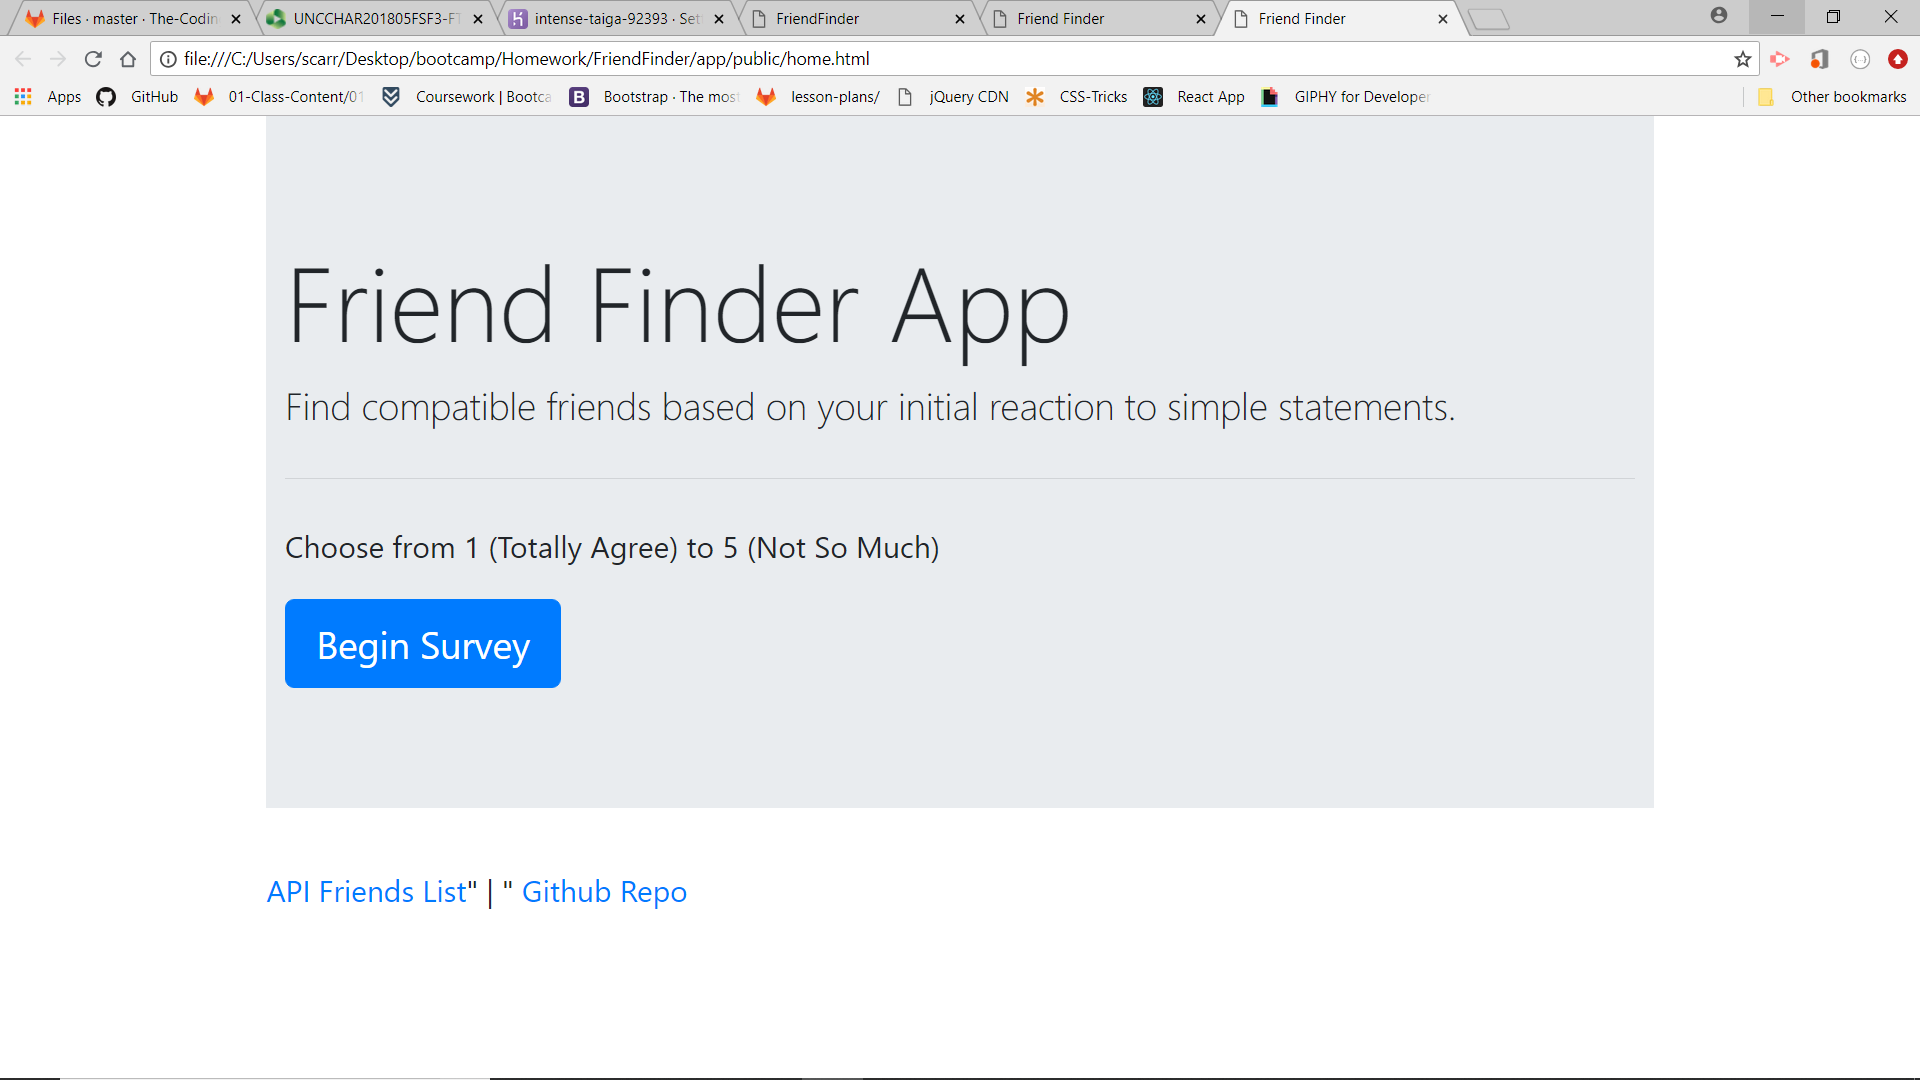 Files · master · The-Codin
UNCCHAR201805FSF3-FT
intense-taiga-92393 · Set
FriendFinder
Friend Finder
Friend Finder
file:///C:/Users/scarr/Desktop/bootcamp/Homework/FriendFinder/app/public/home.html
Apps GitHub 01-Class-Content/01 Coursework | Bootca B Bootstrap · The most lesson-plans/ jQuery CDN CSS-Tricks React App GIPHY for Developer Other bookmarks
Friend Finder App
Find compatible friends based on your initial reaction to simple statements.
Choose from 1 (Totally Agree) to 5 (Not So Much)
Begin Survey
API Friends List" | " Github Repo